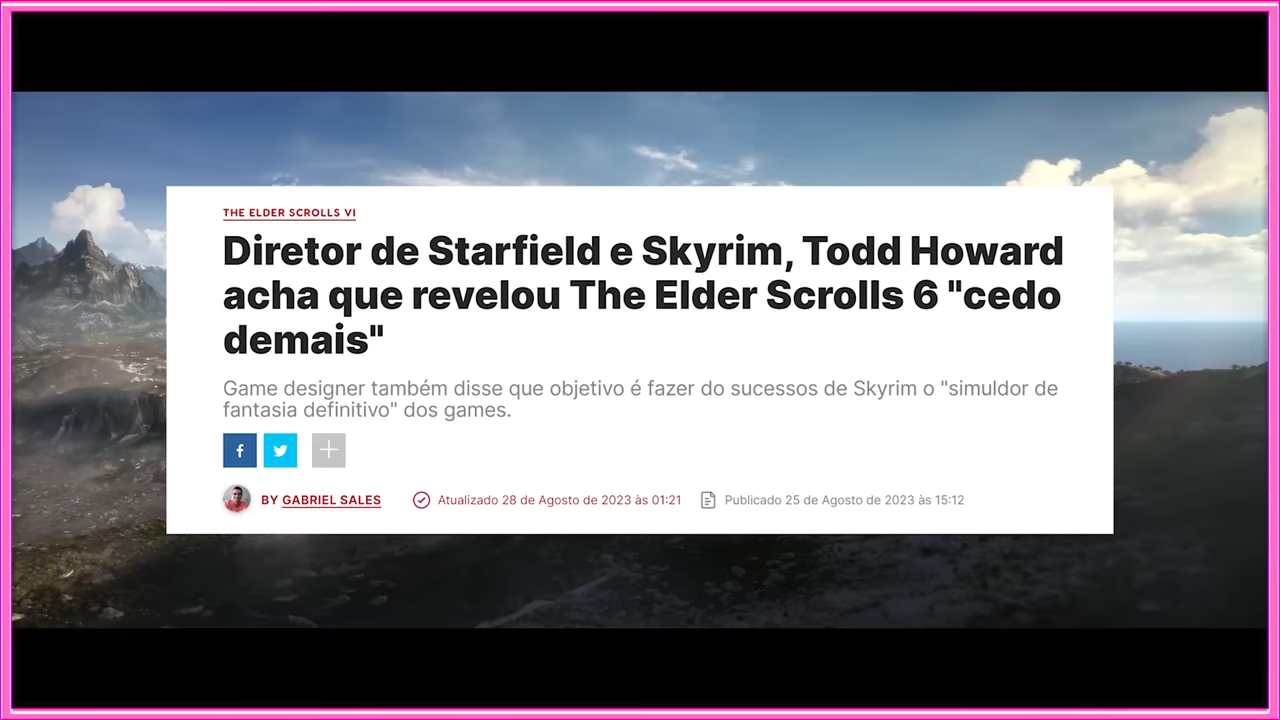 THE ELDER SCROLLS VI
Diretor de Starfield e Skyrim, Todd Howard
acha que revelou The Elder Scrolls 6 "cedo
demais"
Game designer também disse que objetivo é fazer do sucessos de Skyrim o "simuldor de
fantasia definitivo" dos games.
BY GABRIEL SALES Atualizado 28 de Agosto de 2023 às 01:21 Publicado 25 de Agosto de 2023 às 15:12